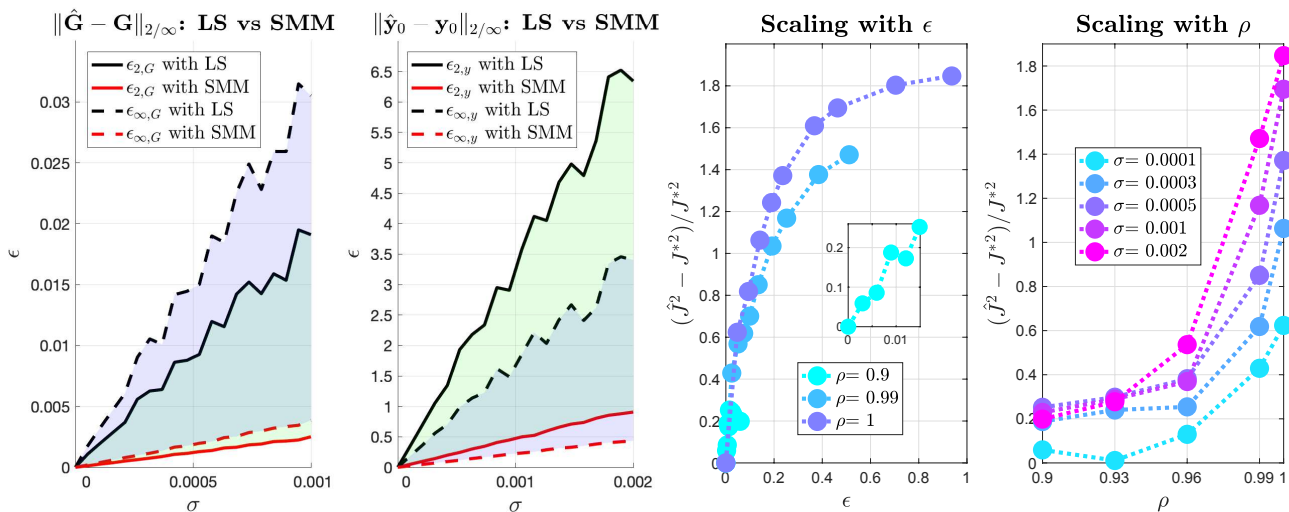 ‖Ĝ − G‖₂/∞: LS vs SMM
ϵ₂,G with LS
ϵ₂,G with SMM
ϵ∞,G with LS
ϵ∞,G with SMM
0.03
0.025
0.02
0.015
0.01
0.005
0
ϵ
0
0.0005
0.001
σ
‖ŷ₀ − y₀‖₂/∞: LS vs SMM
ϵ₂,y with LS
ϵ₂,y with SMM
ϵ∞,y with LS
ϵ∞,y with SMM
6.5
6
5.5
5
4.5
4
3.5
3
2.5
2
1.5
1
0.5
0
ϵ
0
0.001
0.002
σ
Scaling with ϵ
1.8
1.6
1.4
1.2
1
0.8
0.6
0.4
0.2
0
(Ĵ² − J*²)/J*²
0.2
0.1
0
0
0.01
ρ= 0.9
ρ= 0.99
ρ= 1
0
0.2
0.4
0.6
0.8
1
ϵ
Scaling with ρ
1.8
1.6
1.4
1.2
1
0.8
0.6
0.4
0.2
0
(Ĵ² − J*²)/J*²
σ= 0.0001
σ= 0.0003
σ= 0.0005
σ= 0.001
σ= 0.002
0.9
0.93
0.96
0.99
1
ρ